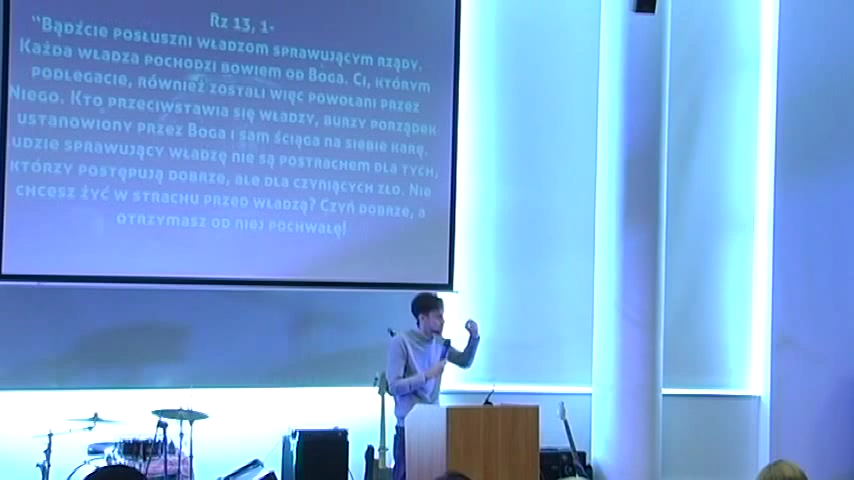 Rz 13, 1-
"Bądźcie posłuszni władzom sprawującym rządy.
Każda władza pochodzi bowiem od Boga. Ci, którym
podlegacie, również zostali więc powołani przez
Niego. Kto przeciwstawia się władzy, burzy porządek
ustanowiony przez Boga i sam ściąga na siebie karę.
udzie sprawujący władzę nie są postrachem dla tych,
którzy postępują dobrze, ale dla czyniących zło. Nie
chcesz żyć w strachu przed władzą? Czyń dobrze, a
otrzymasz od niej pochwałę!